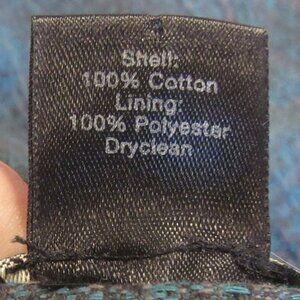 Shell:
100% Cotton
Lining:
100% Polyester
Dryclean